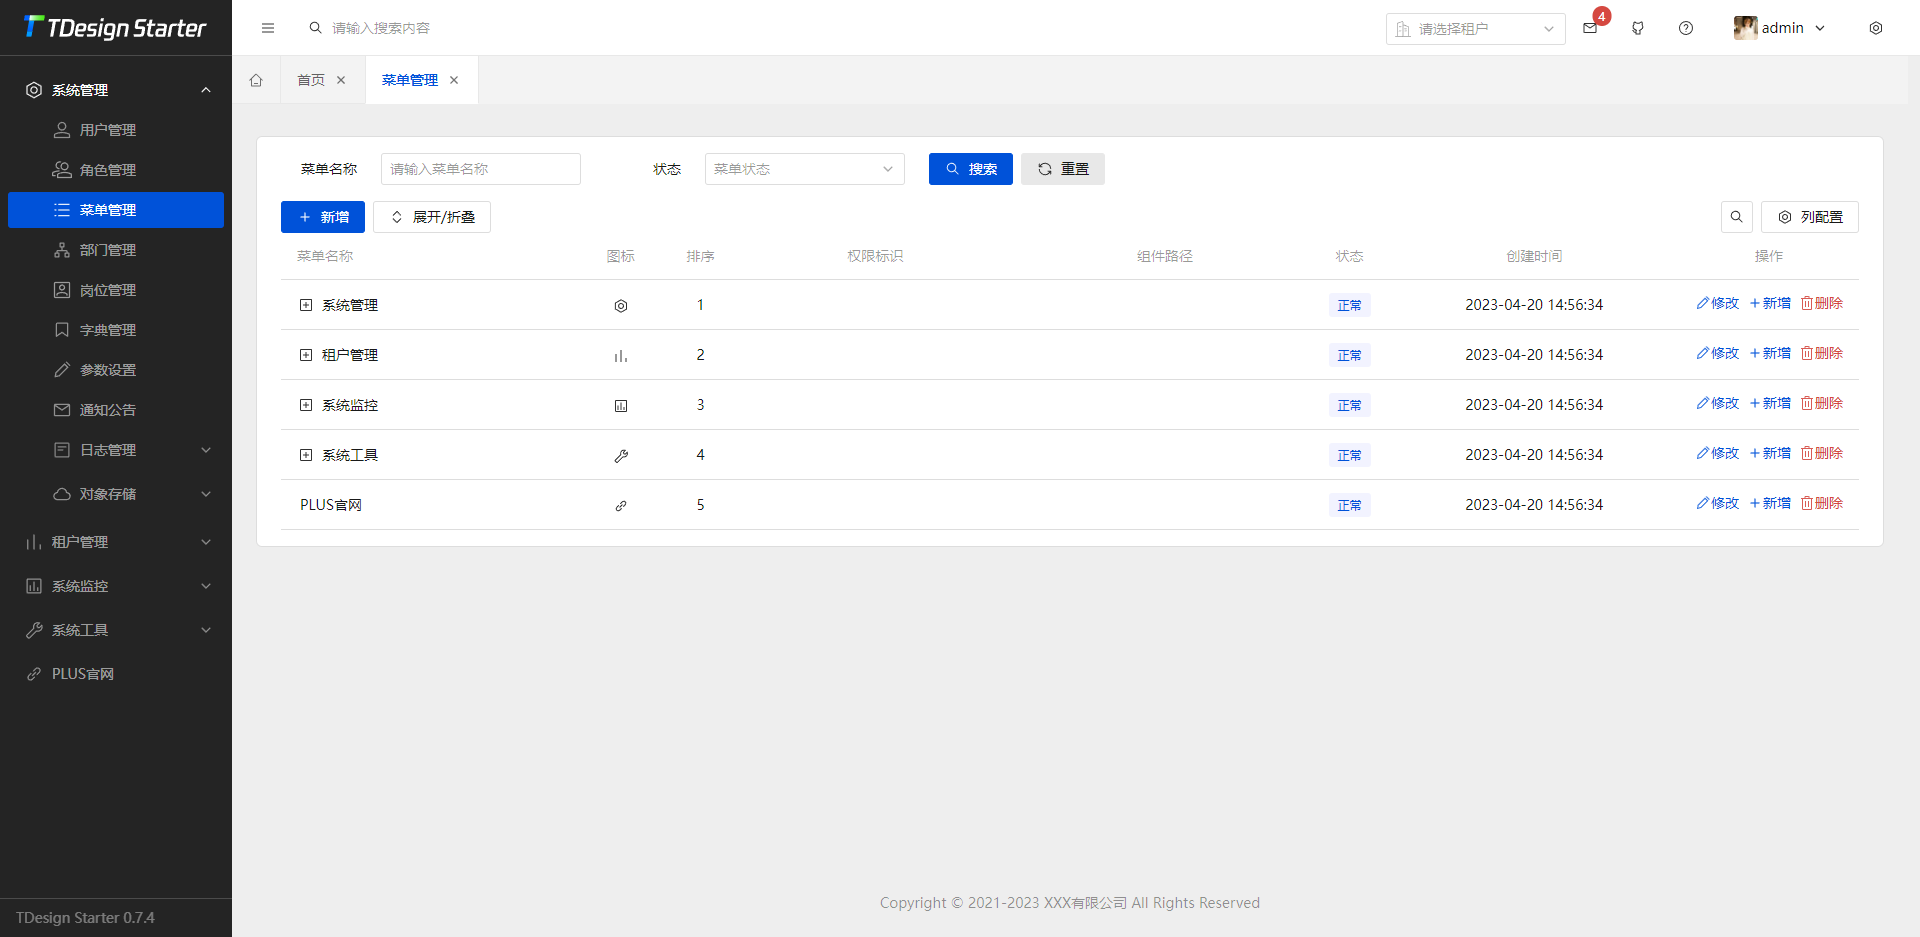 TDesign Starter
请输入搜索内容
请选择租户
4
admin
系统管理
用户管理
角色管理
菜单管理
部门管理
岗位管理
字典管理
参数设置
通知公告
日志管理
对象存储
租户管理
系统监控
系统工具
PLUS官网
TDesign Starter 0.7.4
首页 菜单管理
菜单名称 请输入菜单名称 状态 菜单状态 搜索 重置
新增 展开/折叠 列配置
菜单名称 图标 排序 权限标识 组件路径 状态 创建时间 操作
系统管理 1 正常 2023-04-20 14:56:34 修改 新增 删除
租户管理 2 正常 2023-04-20 14:56:34 修改 新增 删除
系统监控 3 正常 2023-04-20 14:56:34 修改 新增 删除
系统工具 4 正常 2023-04-20 14:56:34 修改 新增 删除
PLUS官网 5 正常 2023-04-20 14:56:34 修改 新增 删除
Copyright © 2021-2023 XXX有限公司 All Rights Reserved